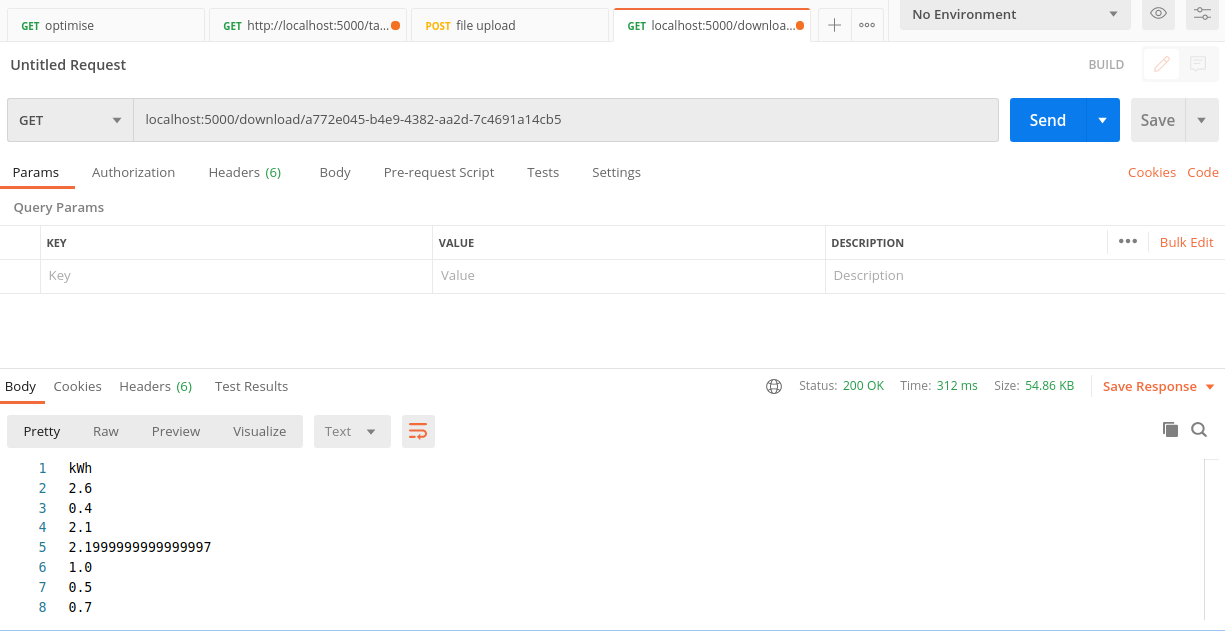 GET optimise GET http://localhost:5000/ta... POST file upload GET localhost:5000/downloa... No Environment
Untitled Request BUILD
GET localhost:5000/download/a772e045-b4e9-4382-aa2d-7c4691a14cb5 Send Save
Params Authorization Headers (6) Body Pre-request Script Tests Settings Cookies Code
Query Params
KEY VALUE DESCRIPTION Bulk Edit
Key Value Description
Body Cookies Headers (6) Test Results Status: 200 OK Time: 312 ms Size: 54.86 KB Save Response
Pretty Raw Preview Visualize Text
1 kWh
2 2.6
3 0.4
4 2.1
5 2.1999999999999997
6 1.0
7 0.5
8 0.7